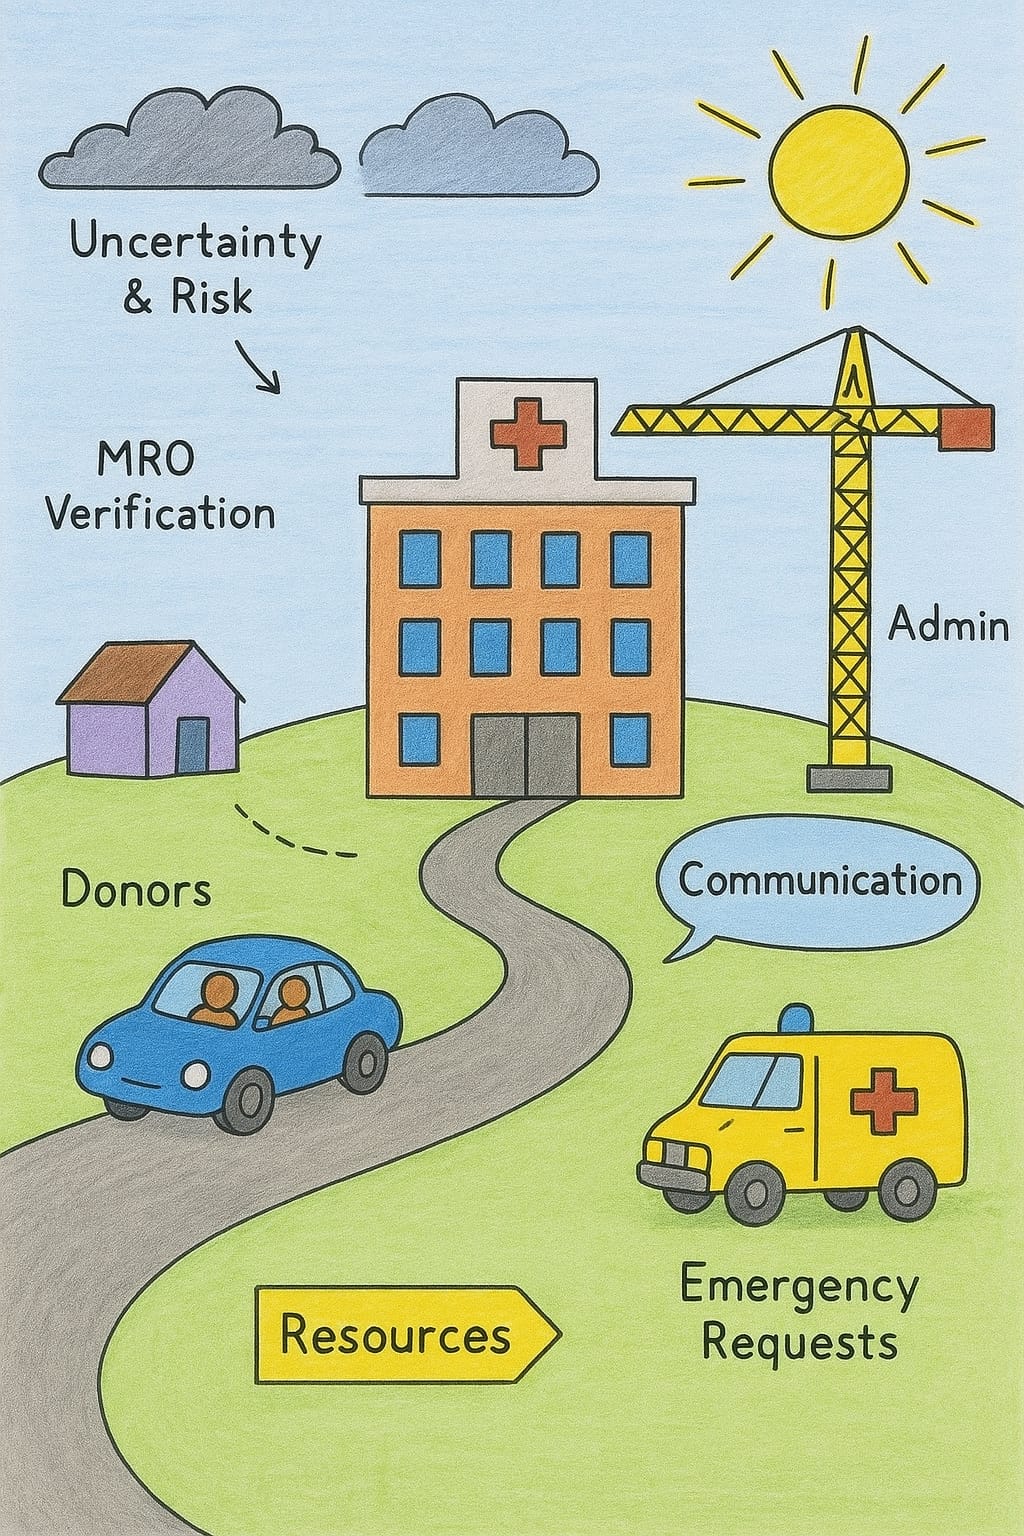 Uncertainty
& Risk
MRO
Verification
Admin
Donors
Communication
Emergency
Requests
Resources